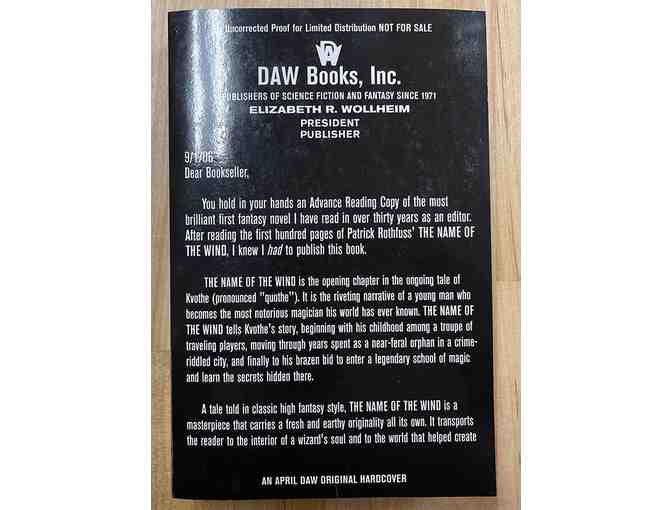 Uncorrected Proof for Limited Distribution NOT FOR SALE
DAW
DAW Books, Inc.
PUBLISHERS OF SCIENCE FICTION AND FANTASY SINCE 1971
ELIZABETH R. WOLLHEIM
PRESIDENT
PUBLISHER
9/1/06
Dear Bookseller,
You hold in your hands an Advance Reading Copy of the most
brilliant first fantasy novel I have read in over thirty years as an editor.
After reading the first hundred pages of Patrick Rothfuss' THE NAME OF
THE WIND, I knew I had to publish this book.
THE NAME OF THE WIND is the opening chapter in the ongoing tale of
Kvothe (pronounced "quothe"). It is the riveting narrative of a young man who
becomes the most notorious magician his world has ever known. THE NAME OF
THE WIND tells Kvothe's story, beginning with his childhood among a troupe of
traveling players, moving through years spent as a near-feral orphan in a crime-
riddled city, and finally to his brazen bid to enter a legendary school of magic
and learn the secrets hidden there.
A tale told in classic high fantasy style, THE NAME OF THE WIND is a
masterpiece that carries a fresh and earthy originality all its own. It transports
the reader to the interior of a wizard's soul and to the world that helped create
AN APRIL DAW ORIGINAL HARDCOVER